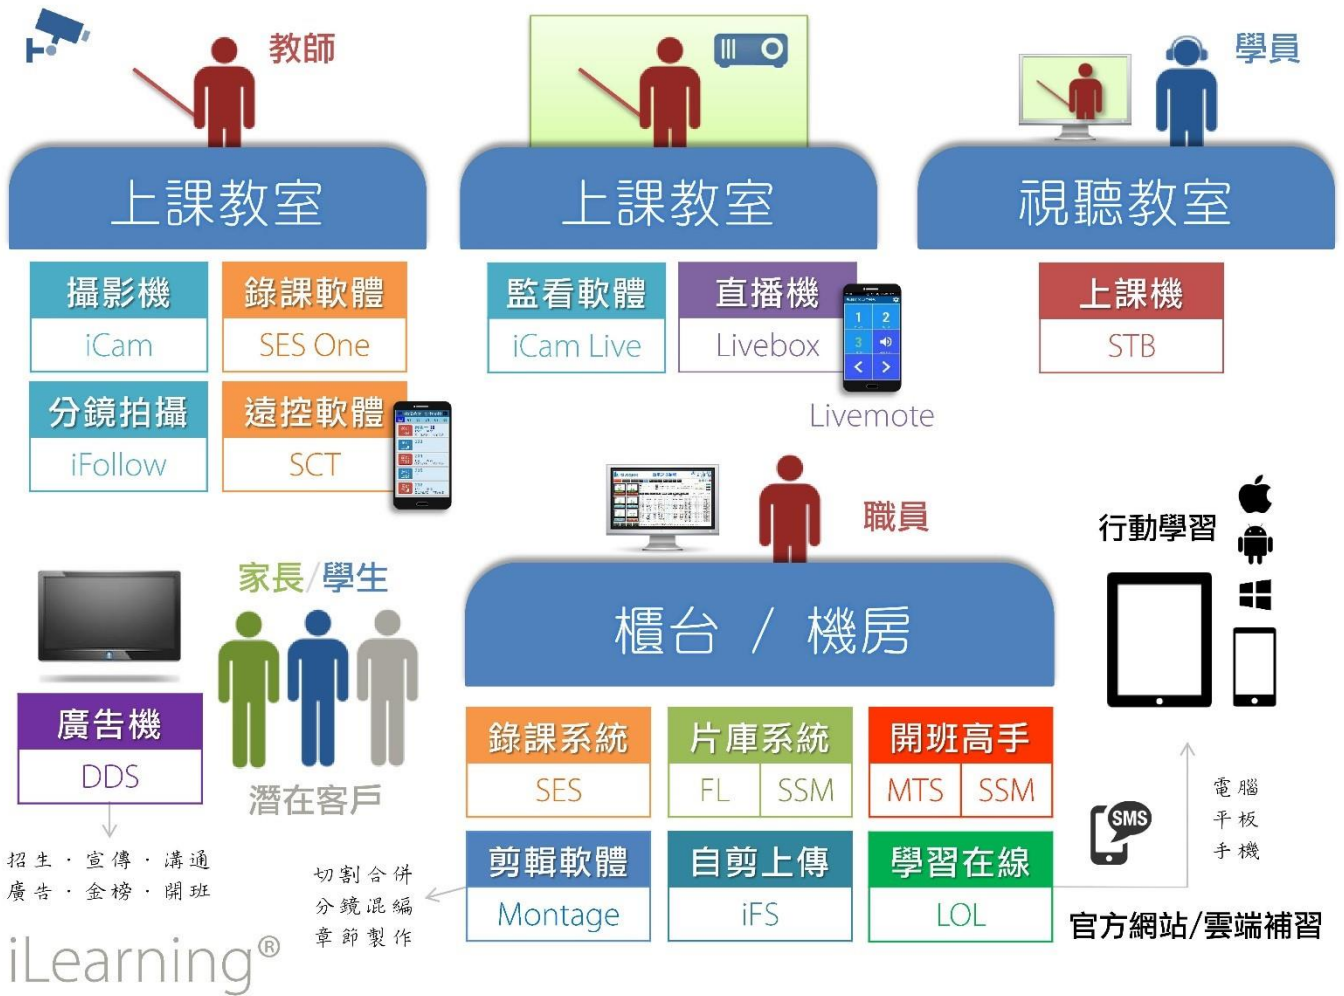 教師
學員
上課教室
上課教室
視聽教室
攝影機
iCam
錄課軟體
SES One
監看軟體
iCam Live
直播機
Livebox
1 2
3
上課機
STB
分鏡拍攝
iFollow
遠控軟體
SCT
Livemote
職員
行動學習
家長/學生
潛在客戶
櫃台 / 機房
廣告機
DDS
招生·宣傳·溝通
廣告·金榜·開班
錄課系統
SES
片庫系統
FL SSM
開班高手
MTS SSM
剪輯軟體
Montage
自剪上傳
iFS
學習在線
LOL
切割合併
分鏡混編
章節製作
SMS
電腦
平板
手機
官方網站/雲端補習
iLearning®